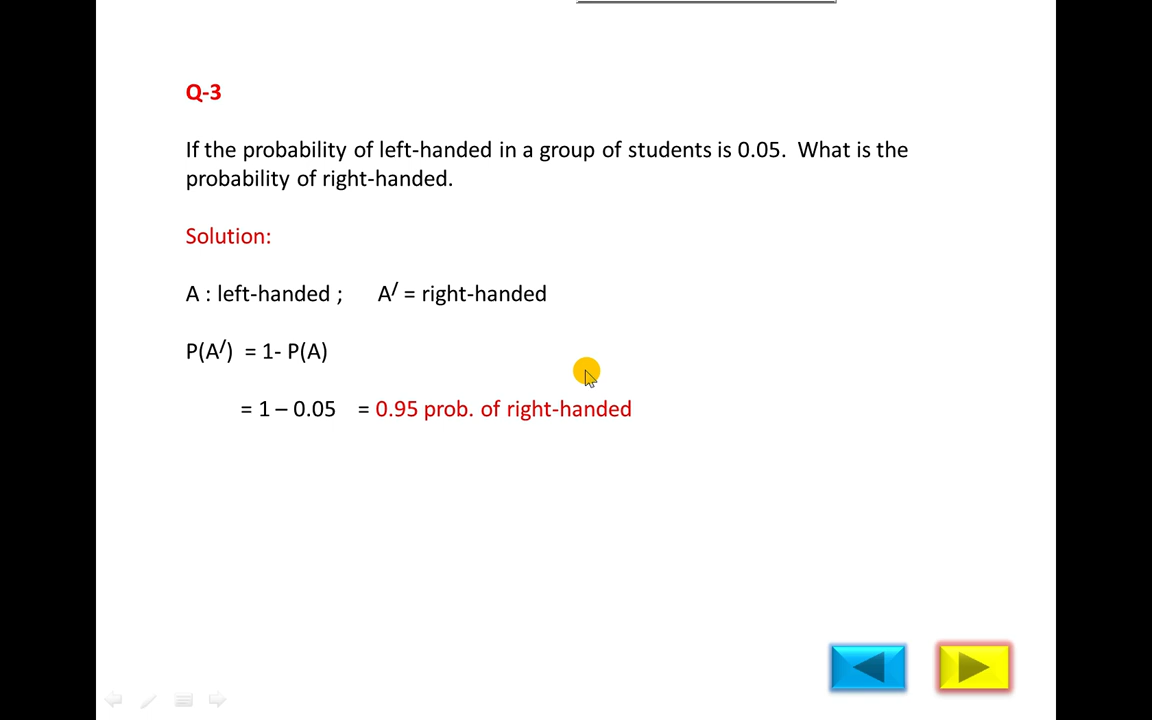 Q-3
If the probability of left-handed in a group of students is 0.05. What is the
probability of right-handed.
Solution:
A : left-handed ; A/ = right-handed
P(A/) = 1- P(A)
= 1 – 0.05 = 0.95 prob. of right-handed